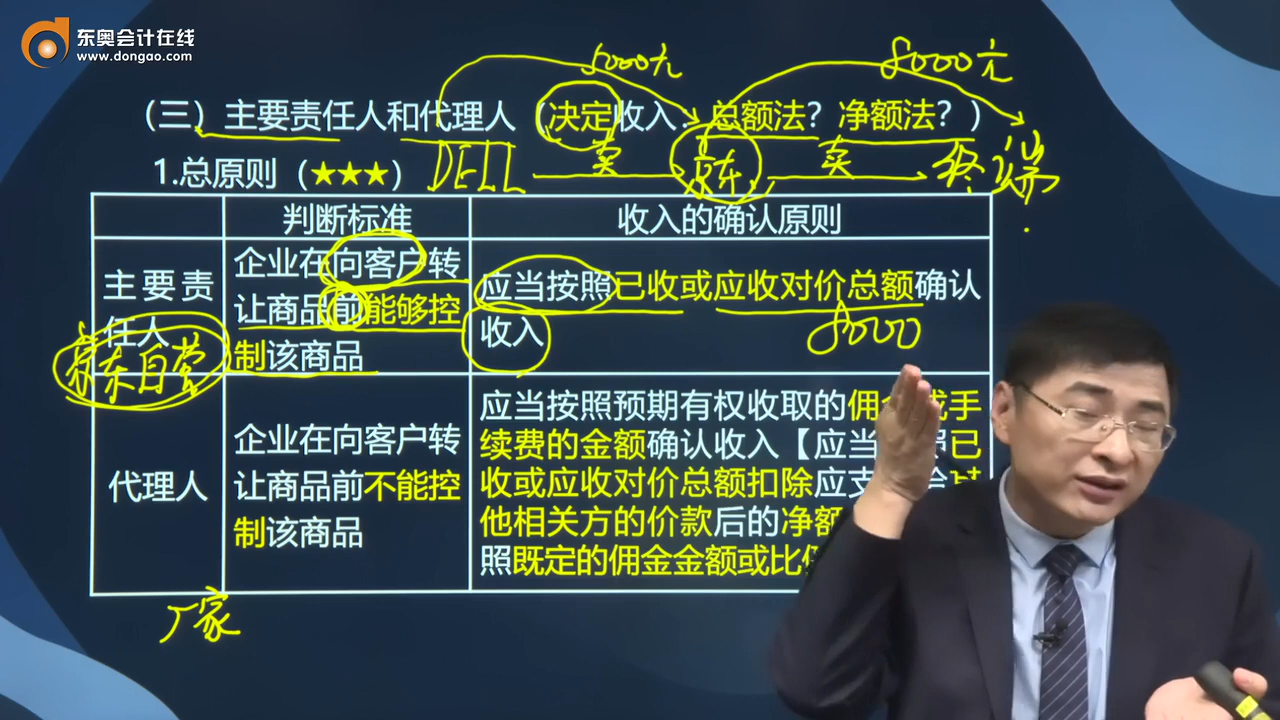 东奥会计在线
www.dongao.com
5000元
8000元
(三)主要责任人和代理人(决定收入:总额法?净额法?)
1.总原则(★★★)
DELL 卖 京东 卖 终端
判断标准
收入的确认原则
主要责
任人
京东自营
企业在向客户转
让商品前能够控
制该商品
应当按照已收或应收对价总额确认
收入
8000
代理人
企业在向客户转
让商品前不能控
制该商品
应当按照预期有权收取的佣
手
续费的金额确认收入【应当
已
收或应收对价总额扣除应支
他相关方的价款后的净额
照既定的佣金金额或比
厂家